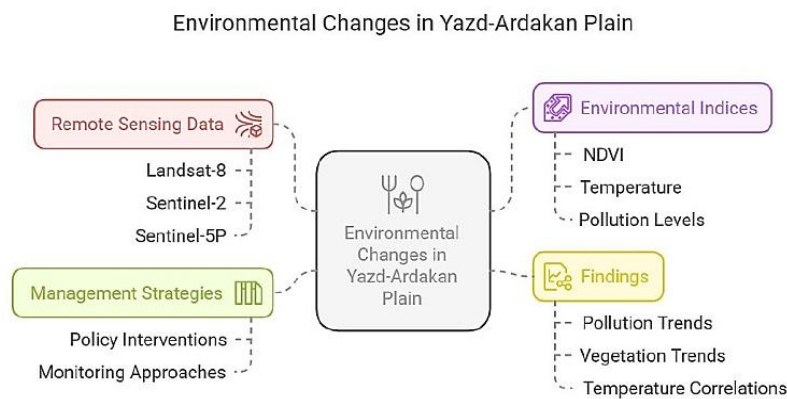 Environmental Changes in Yazd-Ardakan Plain
Remote Sensing Data
Landsat-8
Sentinel-2
Sentinel-5P
Management Strategies
Policy Interventions
Monitoring Approaches
Environmental
Changes in
Yazd-Ardakan
Plain
Environmental Indices
NDVI
Temperature
Pollution Levels
Findings
Pollution Trends
Vegetation Trends
Temperature Correlations